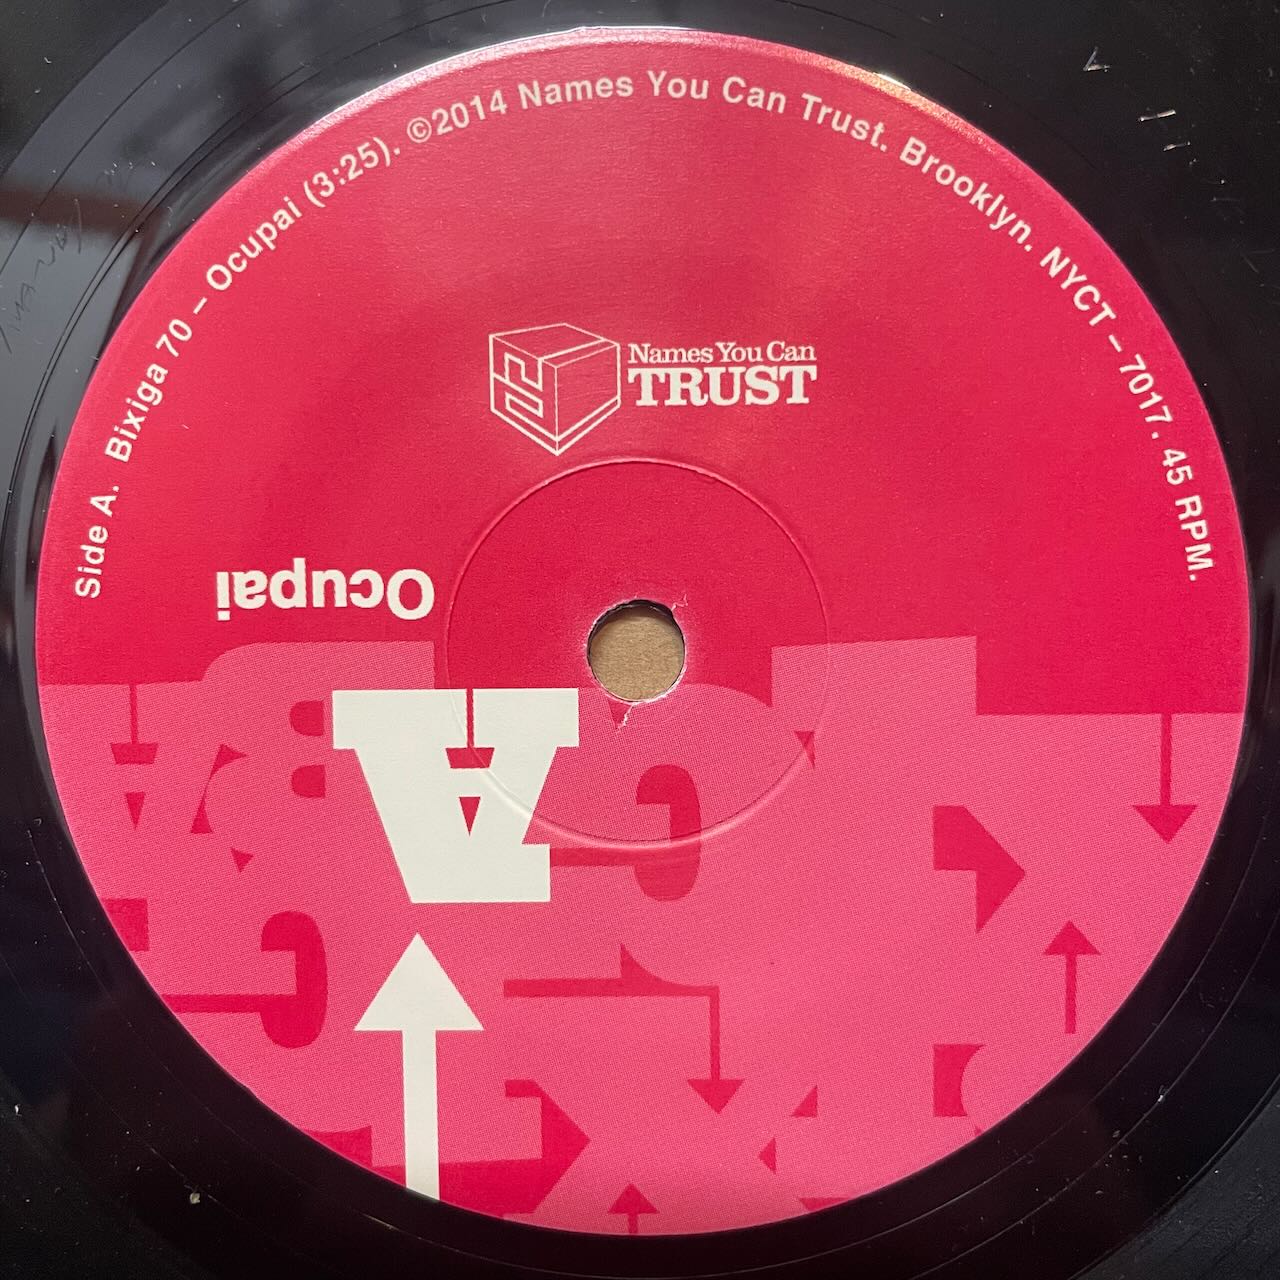 Side A. Bixiga 70 – Ocupai (3:25). ©2014 Names You Can Trust. Brooklyn. NYCT – 7017. 45 RPM.
Names You Can
TRUST
Ocupai
A